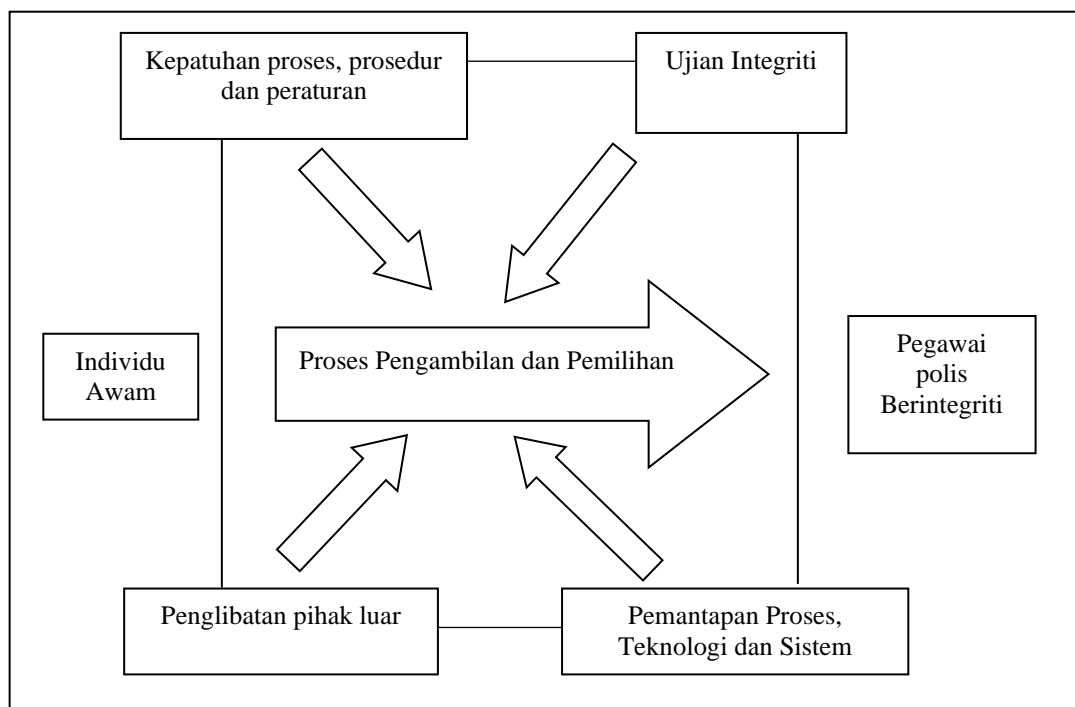 Kepatuhan proses, prosedur
dan peraturan
Ujian Integriti
Individu
Awam
Proses Pengambilan dan Pemilihan
Pegawai
polis
Berintegriti
Penglibatan pihak luar
Pemantapan Proses,
Teknologi dan Sistem